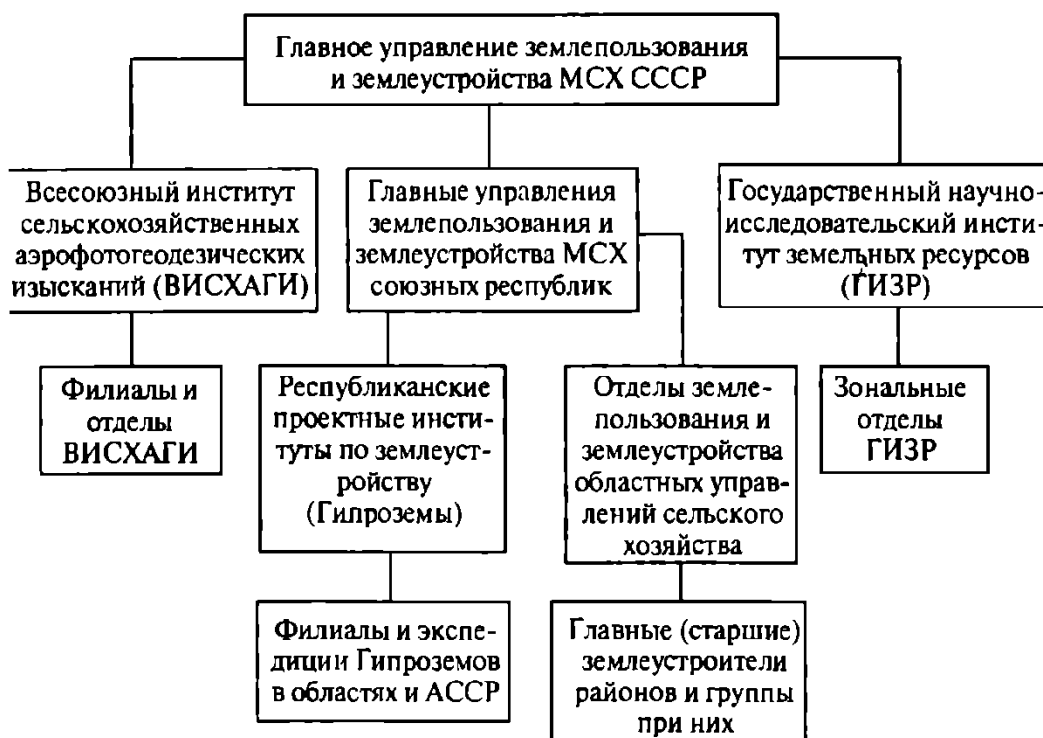 Главное управление землепользования
и землеустройства МСХ СССР
Всесоюзный институт
сельскохозяйственных
аэрофотогеодезических
изысканий (ВИСХАГИ)
Главные управления
землепользования и
землеустройства МСХ
союзных республик
Государственный научно-
исследовательский инсти-
тут земельных ресурсов
(ГИЗР)
Филиалы и
отделы
ВИСХАГИ
Республиканские
проектные инсти-
туты по землеуст-
ройству
(Гипроземы)
Отделы земле-
пользования и
землеустройства
областных управ-
лений сельского
хозяйства
Зональные
отделы
ГИЗР
Филиалы и экспе-
диции Гипроземов
в областях и АССР
Главные (старшие)
землеустроители
районов и группы
при них